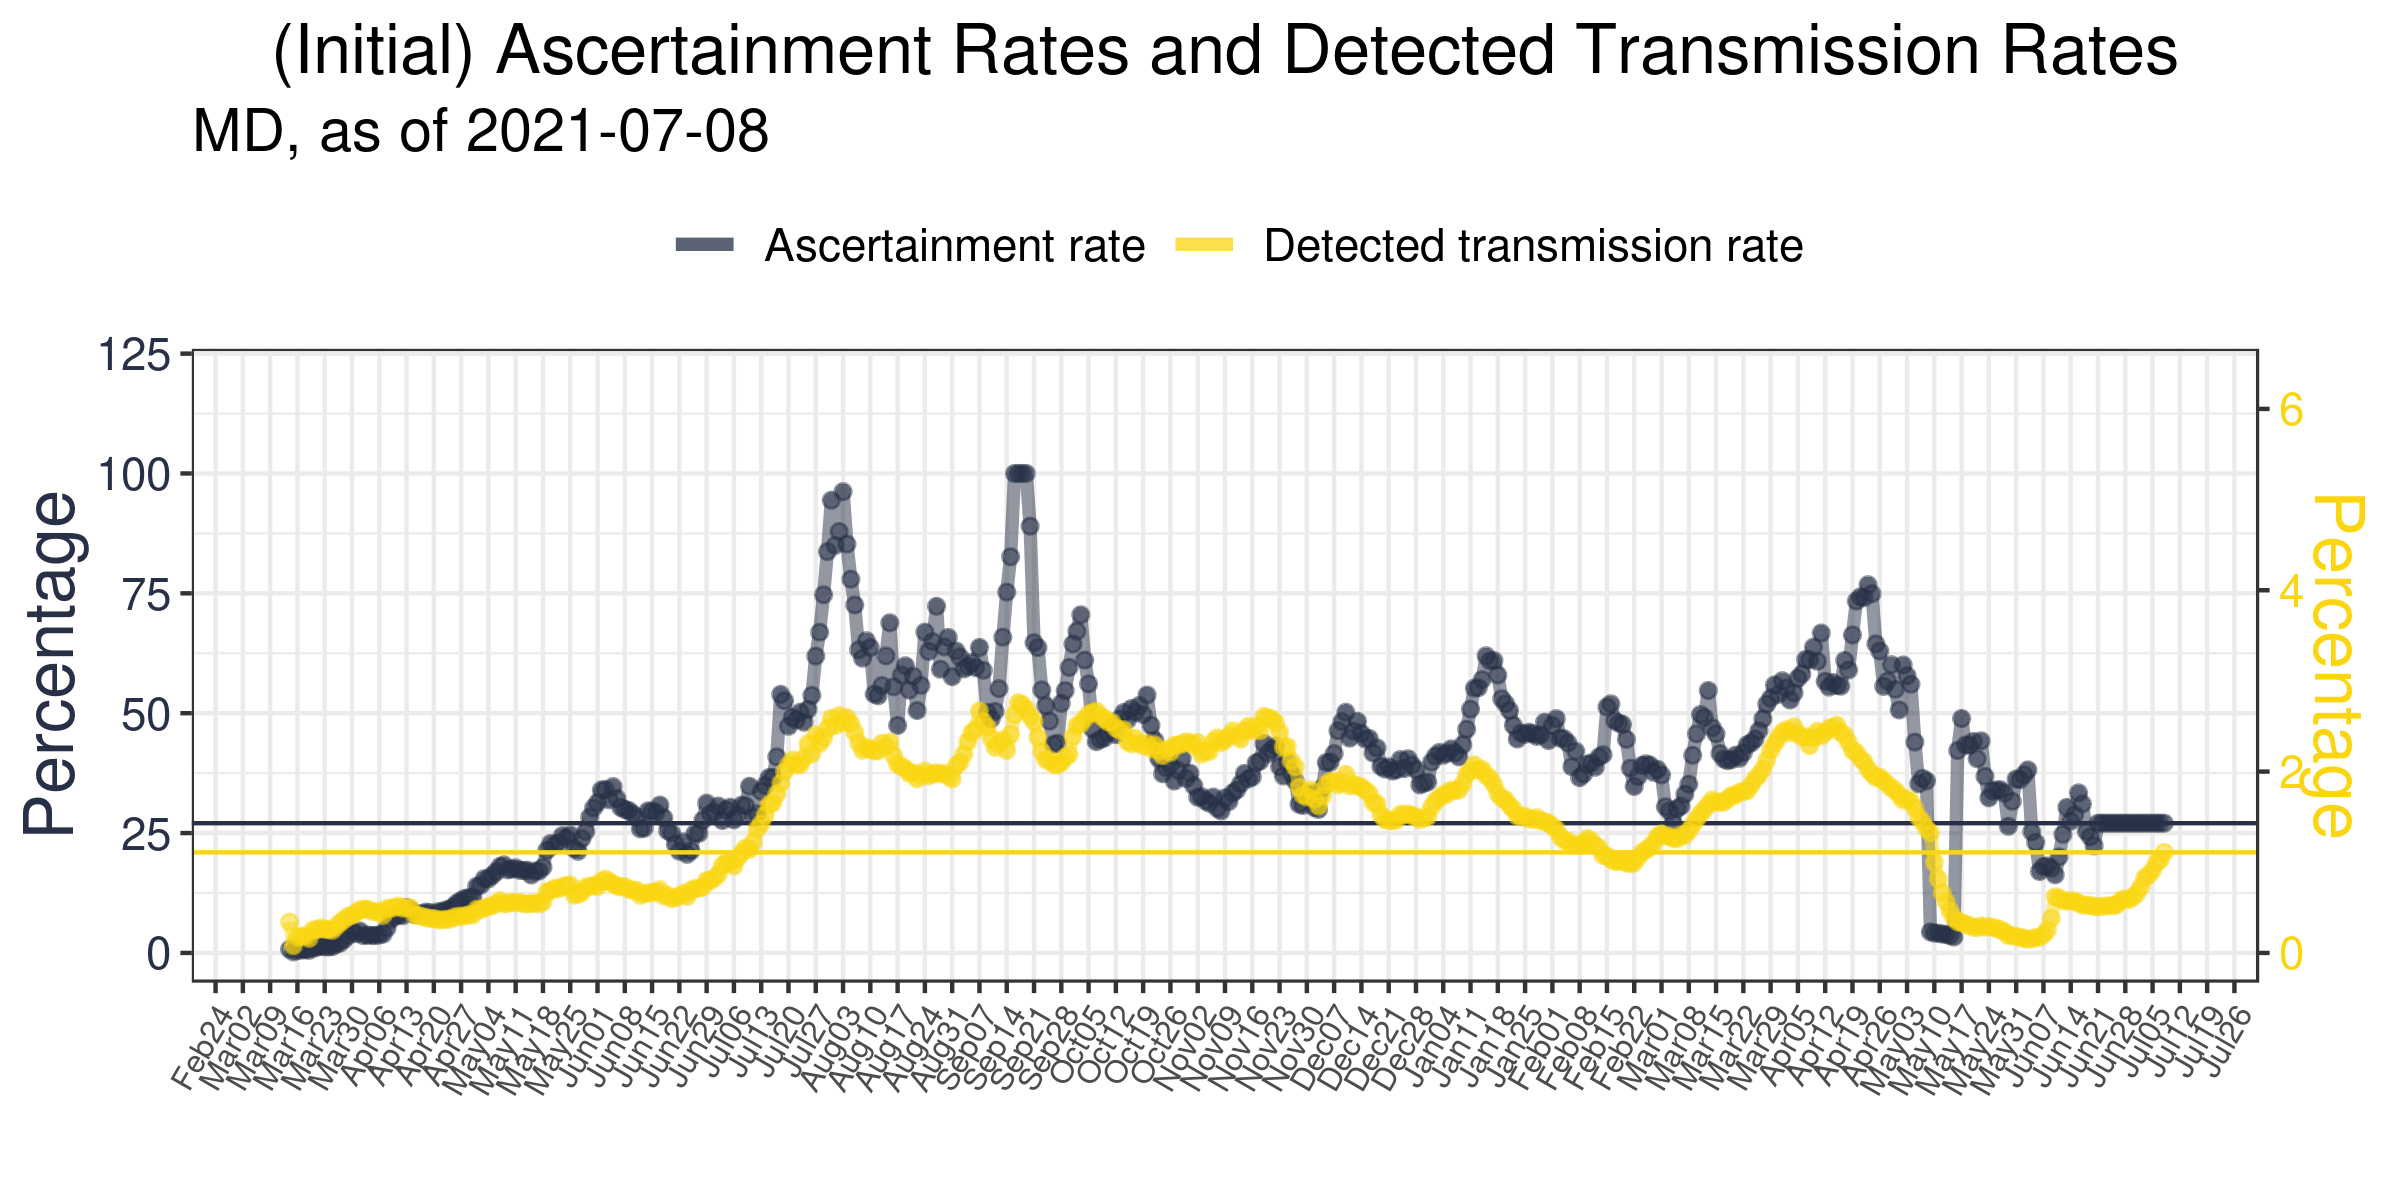 (Initial) Ascertainment Rates and Detected Transmission Rates
MD, as of 2021-07-08
Ascertainment rate
Detected transmission rate
Percentage
125
100
75
50
25
0
6
4
2
0
Percentage
Feb24
Mar02
Mar09
Mar16
Mar23
Mar30
Apr06
Apr13
Apr20
Apr27
May04
May11
May18
May25
Jun01
Jun08
Jun15
Jun22
Jun29
Jul06
Jul13
Jul20
Jul27
Aug03
Aug10
Aug17
Aug24
Aug31
Sep07
Sep14
Sep21
Sep28
Oct05
Oct12
Oct19
Oct26
Nov02
Nov09
Nov16
Nov23
Nov30
Dec07
Dec14
Dec21
Dec28
Jan04
Jan11
Jan18
Jan25
Feb01
Feb08
Feb15
Feb22
Mar01
Mar08
Mar15
Mar22
Mar29
Apr05
Apr12
Apr19
Apr26
May03
May10
May17
May24
May31
Jun07
Jun14
Jun21
Jun28
Jul05
Jul12
Jul19
Jul26